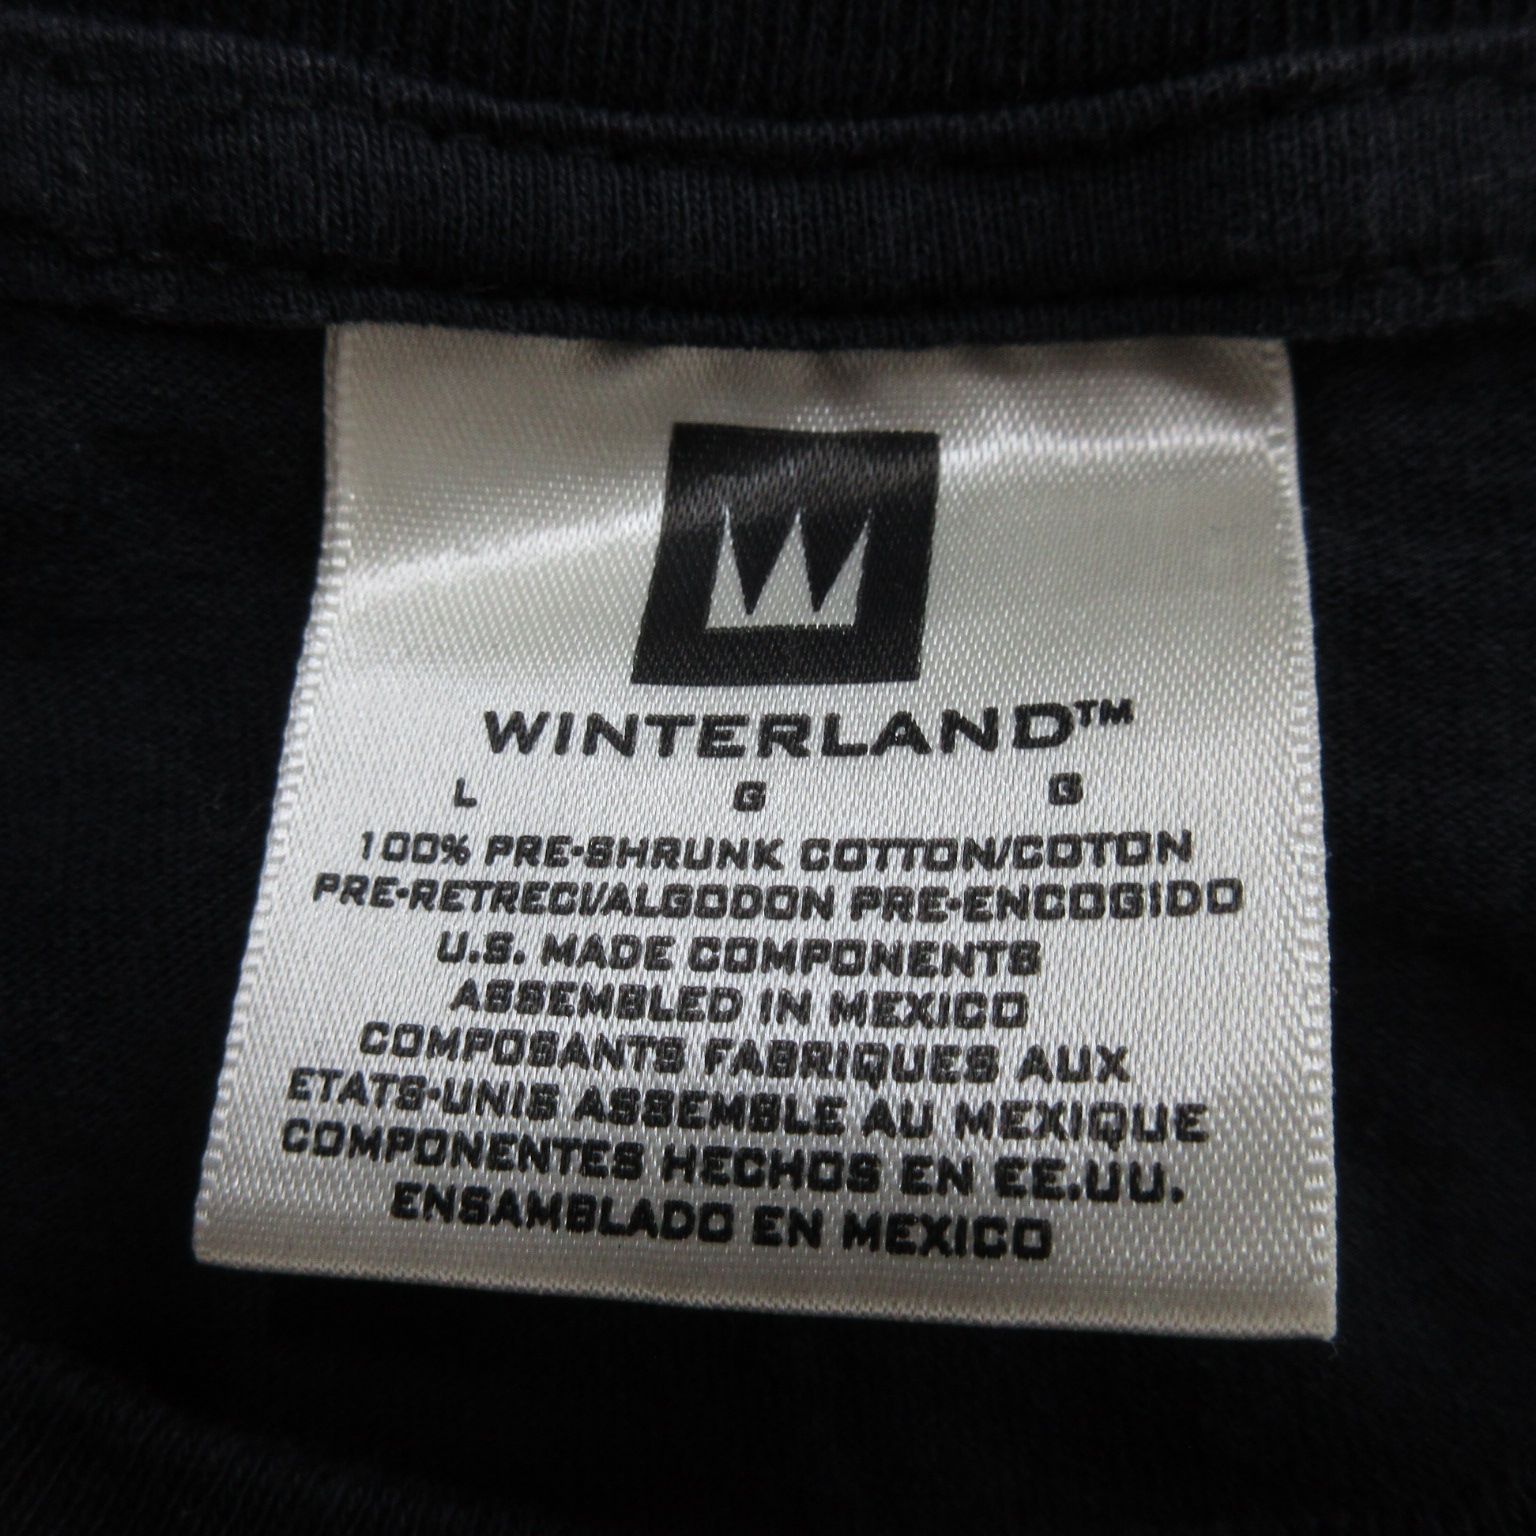 WINTERLAND™
L G G
100% PRE-SHRUNK COTTON/COTON
PRE-RETRECI/ALGODON PRE-ENCOGIDO
U.S. MADE COMPONENTS
ASSEMBLED IN MEXICO
COMPOSANTS FABRIQUES AUX
ETATS-UNIS ASSEMBLE AU MEXIQUE
COMPONENTES HECHOS EN EE.UU.
ENSAMBLADO EN MEXICO